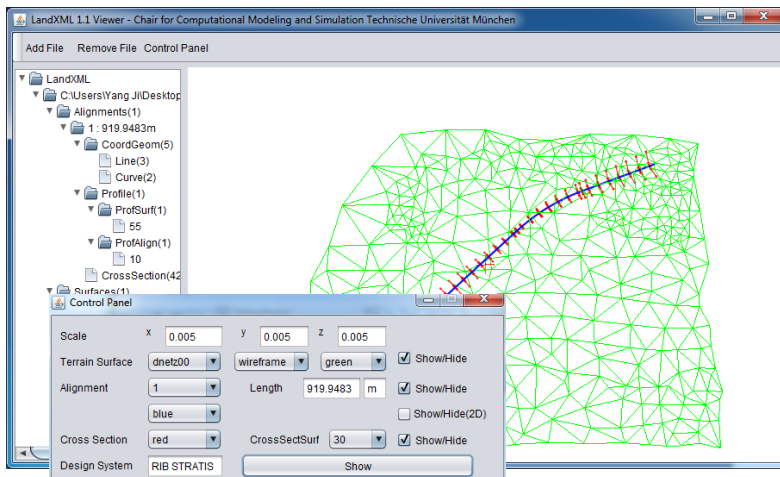 LandXML 1.1 Viewer - Chair for Computational Modeling and Simulation Technische Universität München
Add File Remove File Control Panel
LandXML
C:\Users\Yang Ji\Desktop
Alignments(1)
1 : 919.9483m
CoordGeom(5)
Line(3)
Curve(2)
Profile(1)
ProfSurf(1)
55
ProfAlign(1)
10
CrossSection(42
Surfaces(1)
Control Panel
Scale x 0.005 y 0.005 z 0.005
Terrain Surface dnetz00 wireframe green Show/Hide
Alignment 1 Length 919.9483 m Show/Hide
blue Show/Hide(2D)
Cross Section red CrossSectSurf 30 Show/Hide
Design System RIB STRATIS Show